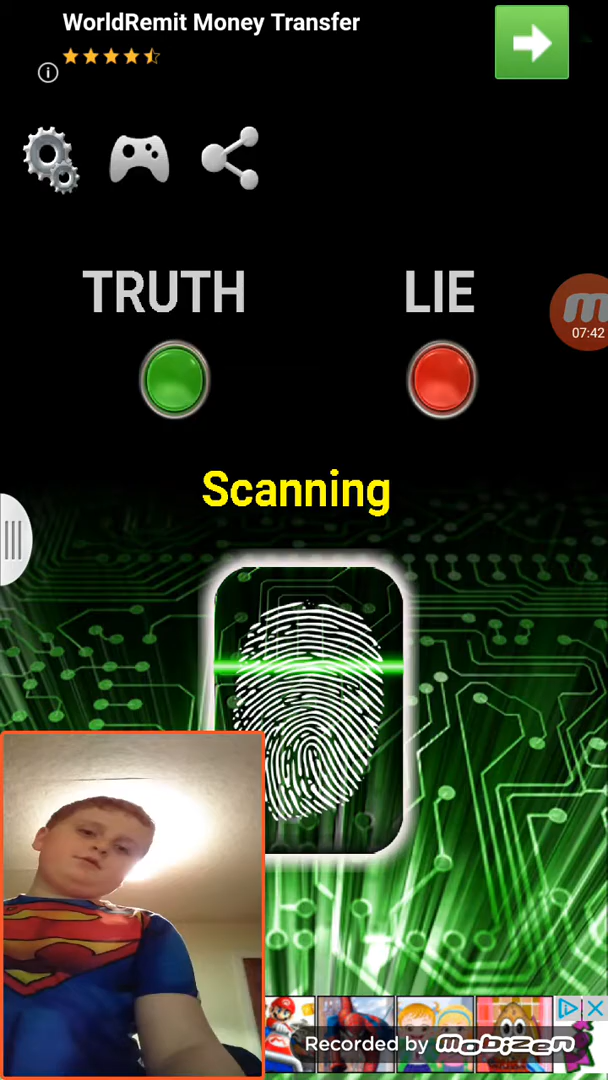 WorldRemit Money Transfer
TRUTH
LIE
m
07:42
Scanning
Recorded by mobizen